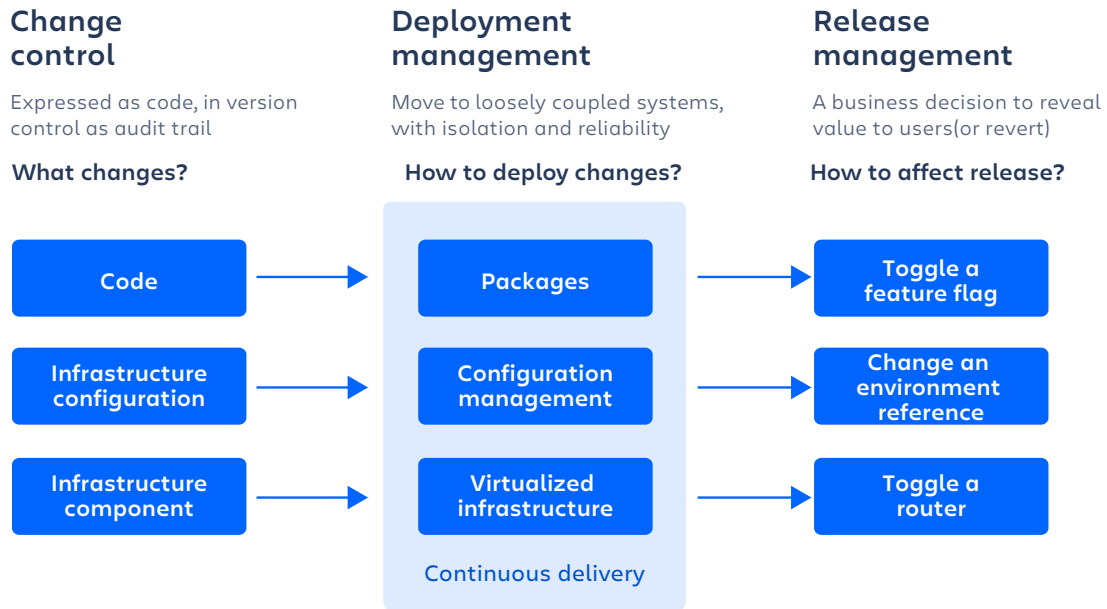 Change
control
Expressed as code, in version
control as audit trail
What changes?
Code
Infrastructure
configuration
Infrastructure
component
Deployment
management
Move to loosely coupled systems,
with isolation and reliability
How to deploy changes?
Packages
Configuration
management
Virtualized
infrastructure
Continuous delivery
Release
management
A business decision to reveal
value to users(or revert)
How to affect release?
Toggle a
feature flag
Change an
environment
reference
Toggle a
router